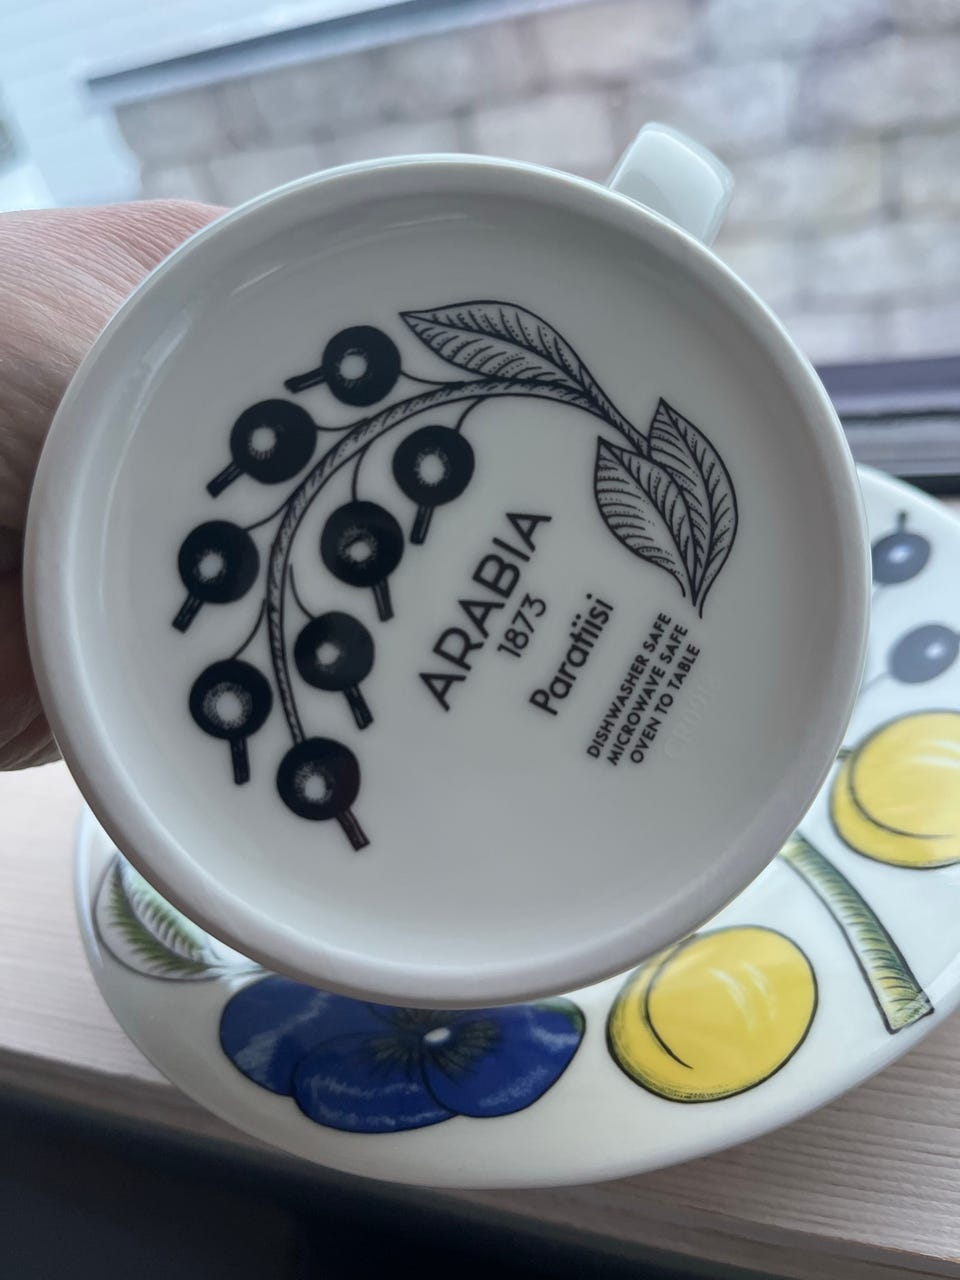 ARABIA
1873
Paratiisi
DISHWASHER SAFE
MICROWAVE SAFE
OVEN TO TABLE